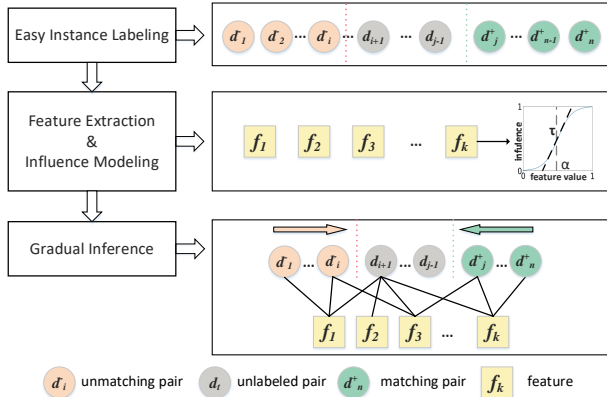 Easy Instance Labeling
d⁻₁ d⁻₂ ... d⁻ᵢ ... dᵢ₊₁ ... dⱼ₋₁ d⁺ⱼ ... d⁺ₙ₋₁ d⁺ₙ
Feature Extraction
&
Influence Modeling
f₁ f₂ f₃ ... fₖ
Infulence
1
0
τ
α
0 feature value 1
Gradual Inference
d⁻₁ ... d⁻ᵢ dᵢ₊₁ ... dⱼ₋₁ d⁺ⱼ ... d⁺ₙ
f₁ f₂ f₃ ... fₖ
d⁻ᵢ unmatching pair dₜ unlabeled pair d⁺ₙ matching pair fₖ feature